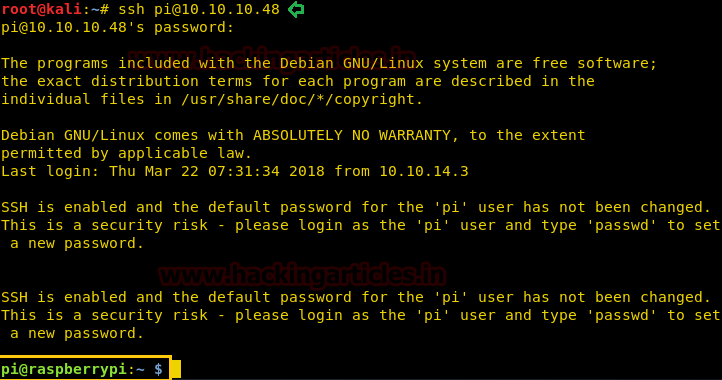 root@kali:~# ssh pi@10.10.10.48
pi@10.10.10.48's password:
www.hackingarticles.in
The programs included with the Debian GNU/Linux system are free software;
the exact distribution terms for each program are described in the
individual files in /usr/share/doc/*/copyright.
Debian GNU/Linux comes with ABSOLUTELY NO WARRANTY, to the extent
permitted by applicable law.
Last login: Thu Mar 22 07:31:34 2018 from 10.10.14.3
SSH is enabled and the default password for the 'pi' user has not been changed.
This is a security risk - please login as the 'pi' user and type 'passwd' to set
 a new password.
www.hackingarticles.in
SSH is enabled and the default password for the 'pi' user has not been changed.
This is a security risk - please login as the 'pi' user and type 'passwd' to set
 a new password.
pi@raspberrypi:~ $